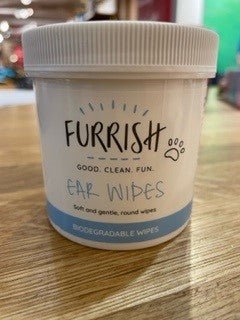 FURRISH
GOOD. CLEAN. FUN.
EAR WIPES
Soft and gentle, round wipes
BIODEGRADABLE WIPES